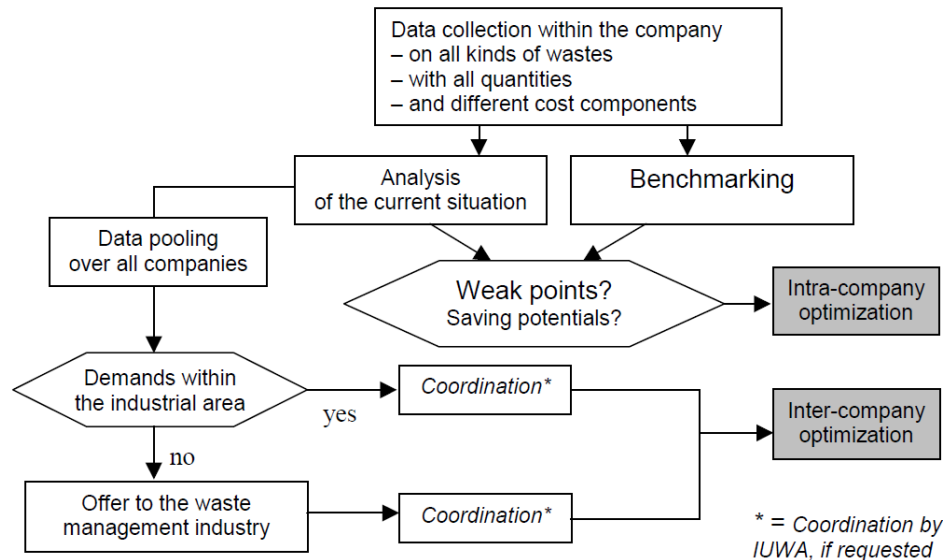 Data collection within the company
– on all kinds of wastes
– with all quantities
– and different cost components
Analysis
of the current situation
Benchmarking
Data pooling
over all companies
Weak points?
Saving potentials?
Intra-company
optimization
Demands within
the industrial area
yes
Coordination*
Inter-company
optimization
no
Offer to the waste
management industry
Coordination*
* = Coordination by
IUWA, if requested